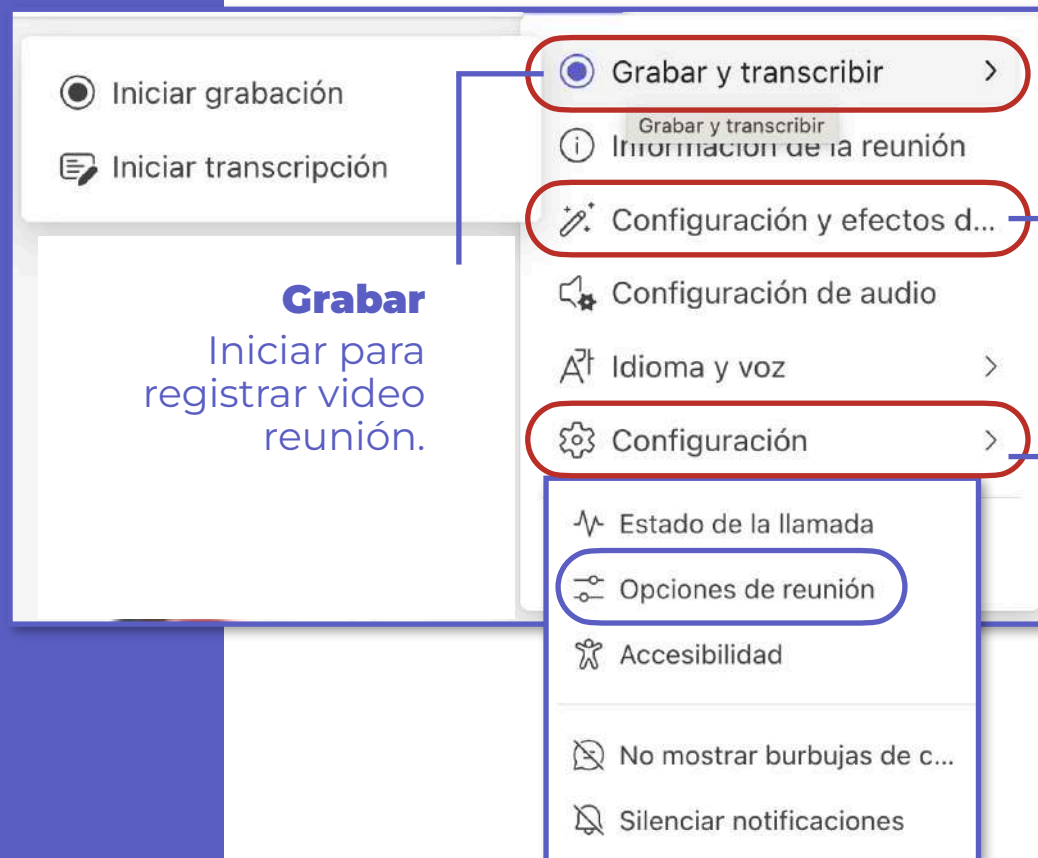 Iniciar grabación
Iniciar transcripción
Grabar
Iniciar para
registrar video
reunión.
Grabar y transcribir
Grabar y transcribir
Información de la reunión
Configuración y efectos d...
Configuración de audio
Idioma y voz
Configuración
Estado de la llamada
Opciones de reunión
Accesibilidad
No mostrar burbujas de c...
Silenciar notificaciones